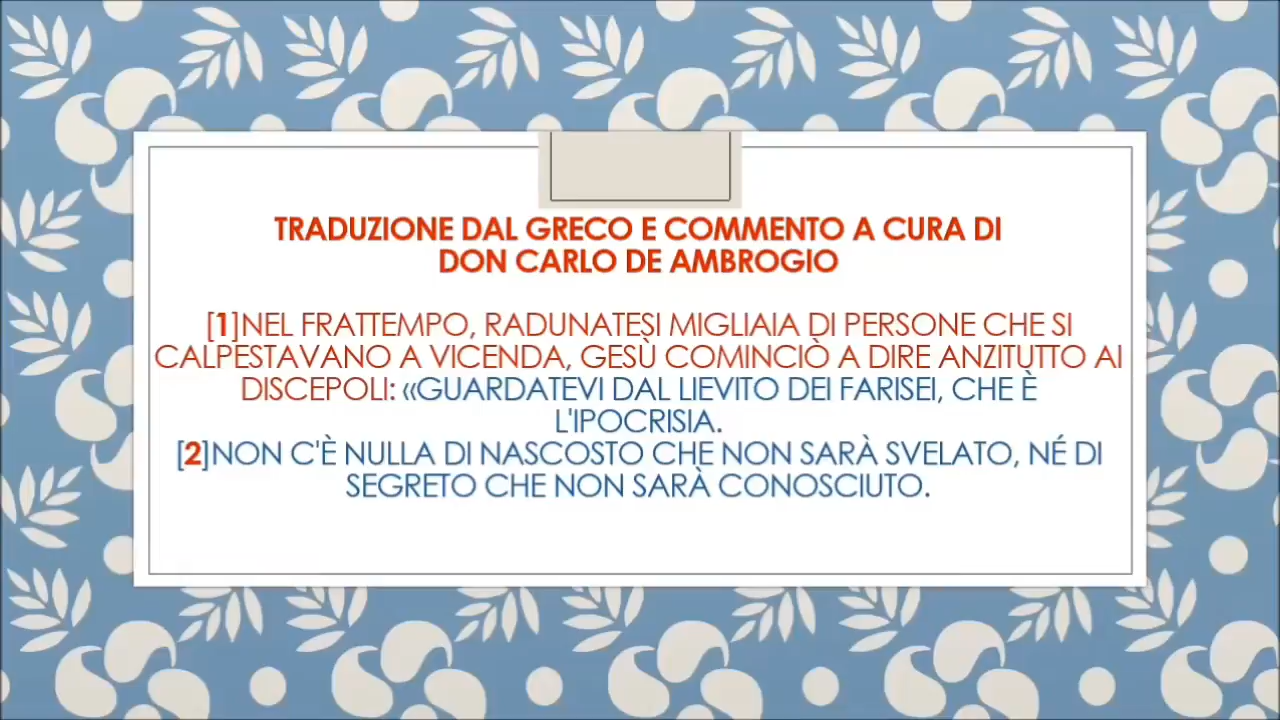 TRADUZIONE DAL GRECO E COMMENTO A CURA DI
DON CARLO DE AMBROGIO
[1]NEL FRATTEMPO, RADUNATESI MIGLIAIA DI PERSONE CHE SI
CALPESTAVANO A VICENDA, GESÙ COMINCIÒ A DIRE ANZITUTTO AI
DISCEPOLI: «GUARDATEVI DAL LIEVITO DEI FARISEI, CHE È
L'IPOCRISIA.
[2]NON C'È NULLA DI NASCOSTO CHE NON SARÀ SVELATO, NÉ DI
SEGRETO CHE NON SARÀ CONOSCIUTO.